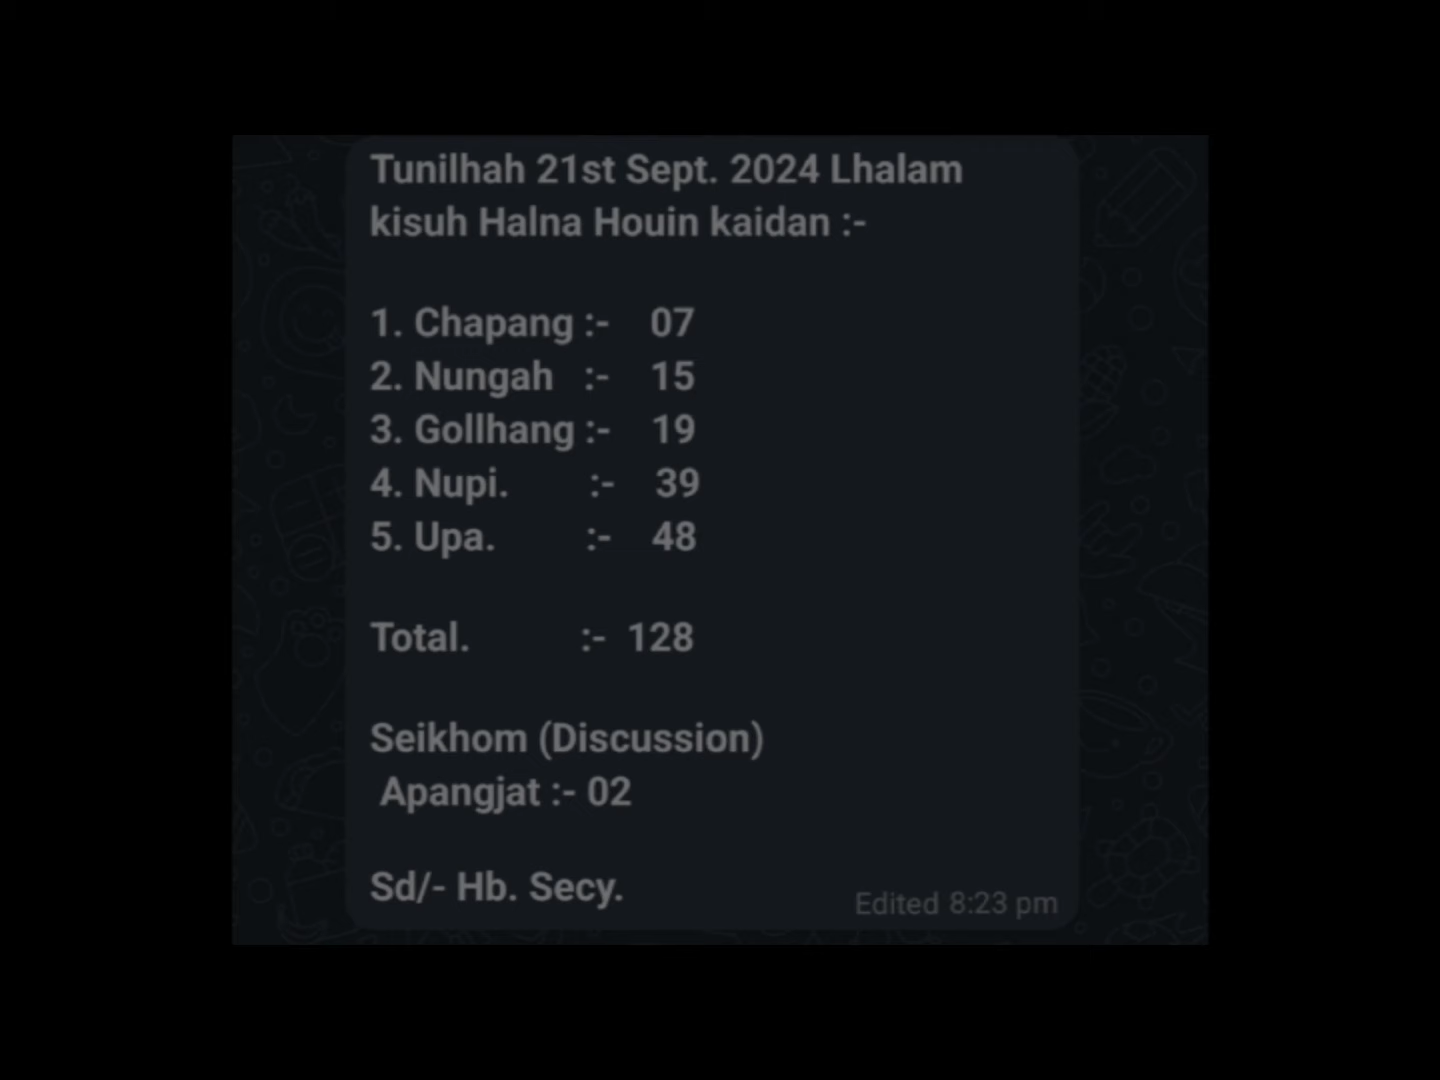 Tunilhah 21st Sept. 2024 Lhalam
kisuh Halna Houin kaidan :-
1. Chapang :- 07
2. Nungah :- 15
3. Gollhang :- 19
4. Nupi. :- 39
5. Upa. :- 48
Total. :- 128
Seikhom (Discussion)
Apangjat :- 02
Sd/- Hb. Secy.
Edited 8:23 pm